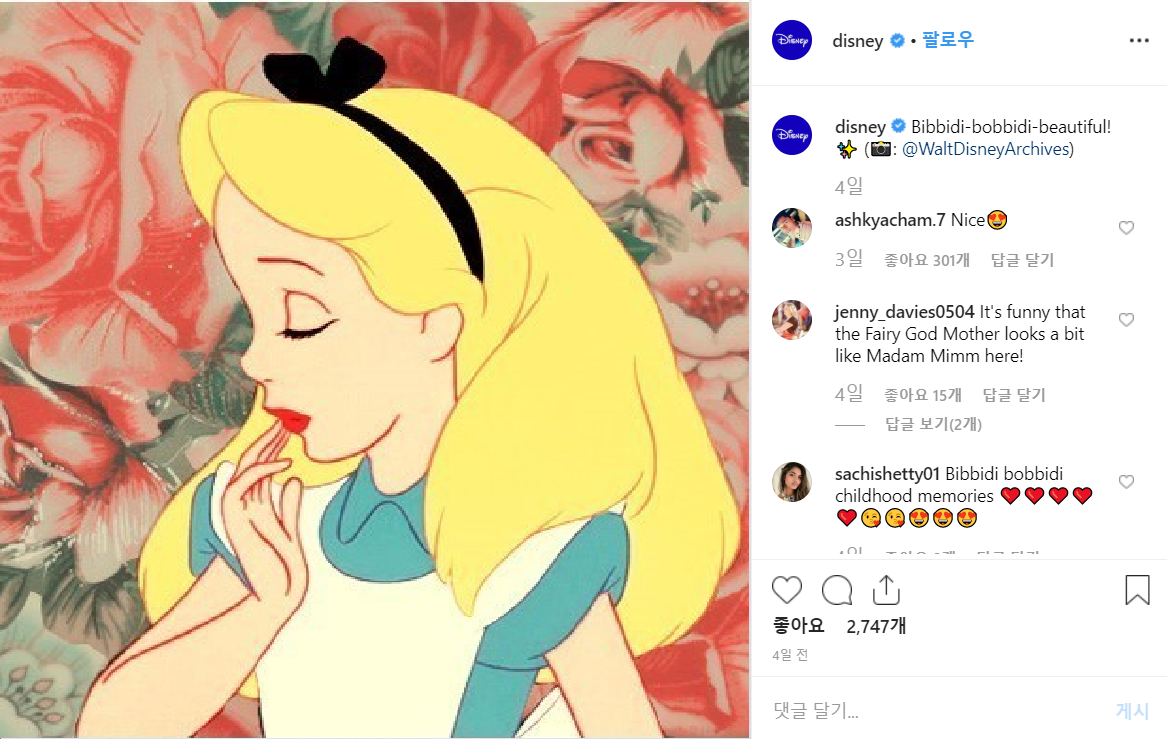 disney • 팔로우
disney Bibbidi-bobbidi-beautiful!
✨ (📷: @WaltDisneyArchives)
4일
ashkyacham.7 Nice😍
3일 좋아요 301개 답글 달기
jenny_davies0504 It's funny that
the Fairy God Mother looks a bit
like Madam Mimm here!
4일 좋아요 15개 답글 달기
답글 보기(2개)
sachishetty01 Bibbidi bobbidi
childhood memories ❤️❤️❤️❤️
❤️😘😘😍😍😍
좋아요 2,747개
4일 전
댓글 달기...
게시